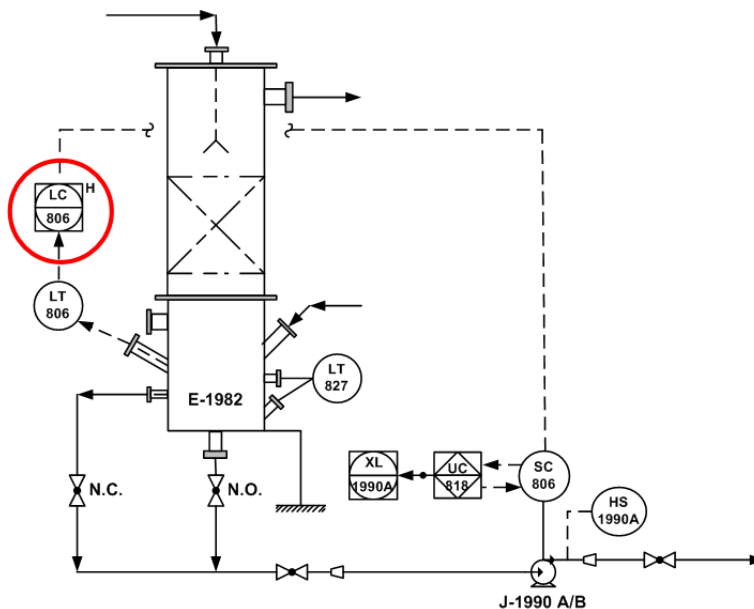 LC
806
H
LT
806
E-1982
LT
827
N.C.
N.O.
XL
1990A
UC
818
SC
806
HS
1990A
J-1990 A/B